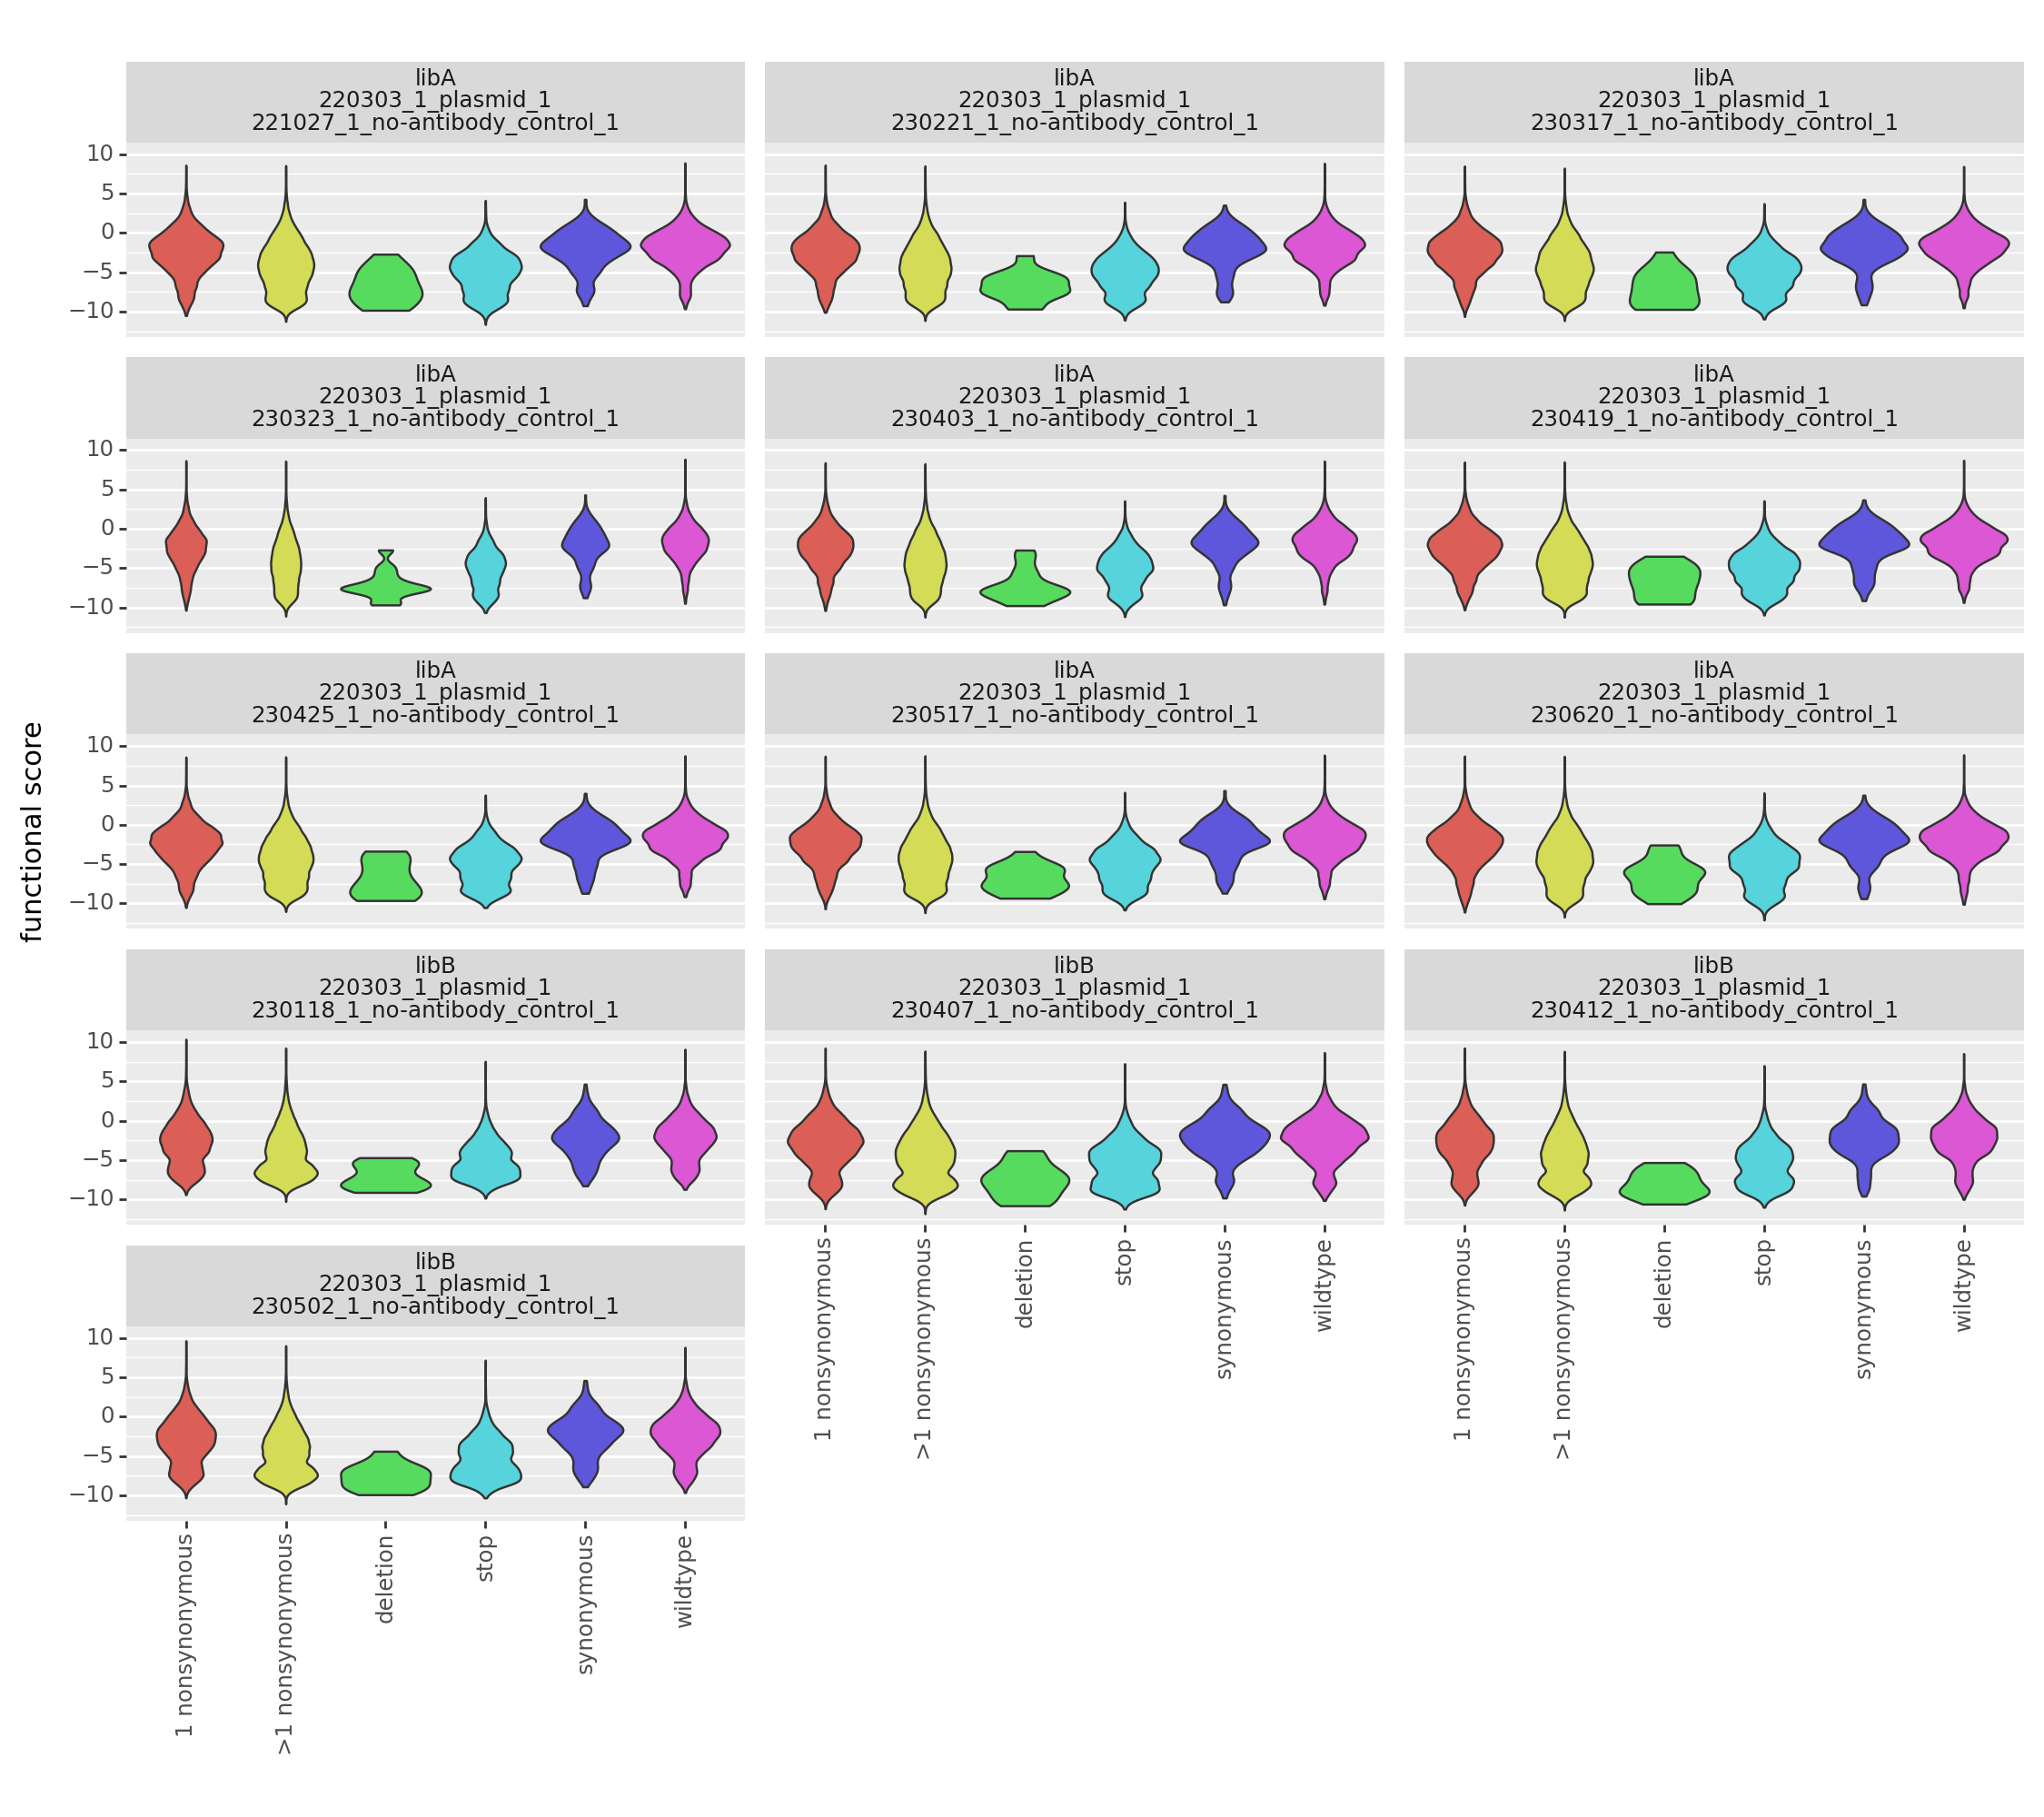 functional score
libA
220303_1_plasmid_1
221027_1_no-antibody_control_1
libA
220303_1_plasmid_1
230221_1_no-antibody_control_1
libA
220303_1_plasmid_1
230317_1_no-antibody_control_1
10
5
0
−5
−10
libA
220303_1_plasmid_1
230323_1_no-antibody_control_1
libA
220303_1_plasmid_1
230403_1_no-antibody_control_1
libA
220303_1_plasmid_1
230419_1_no-antibody_control_1
10
5
0
−5
−10
libA
220303_1_plasmid_1
230425_1_no-antibody_control_1
libA
220303_1_plasmid_1
230517_1_no-antibody_control_1
libA
220303_1_plasmid_1
230620_1_no-antibody_control_1
10
5
0
−5
−10
libB
220303_1_plasmid_1
230118_1_no-antibody_control_1
libB
220303_1_plasmid_1
230407_1_no-antibody_control_1
libB
220303_1_plasmid_1
230412_1_no-antibody_control_1
10
5
0
−5
−10
1 nonsynonymous
>1 nonsynonymous
deletion
stop
synonymous
wildtype
1 nonsynonymous
>1 nonsynonymous
deletion
stop
synonymous
wildtype
libB
220303_1_plasmid_1
230502_1_no-antibody_control_1
10
5
0
−5
−10
1 nonsynonymous
>1 nonsynonymous
deletion
stop
synonymous
wildtype